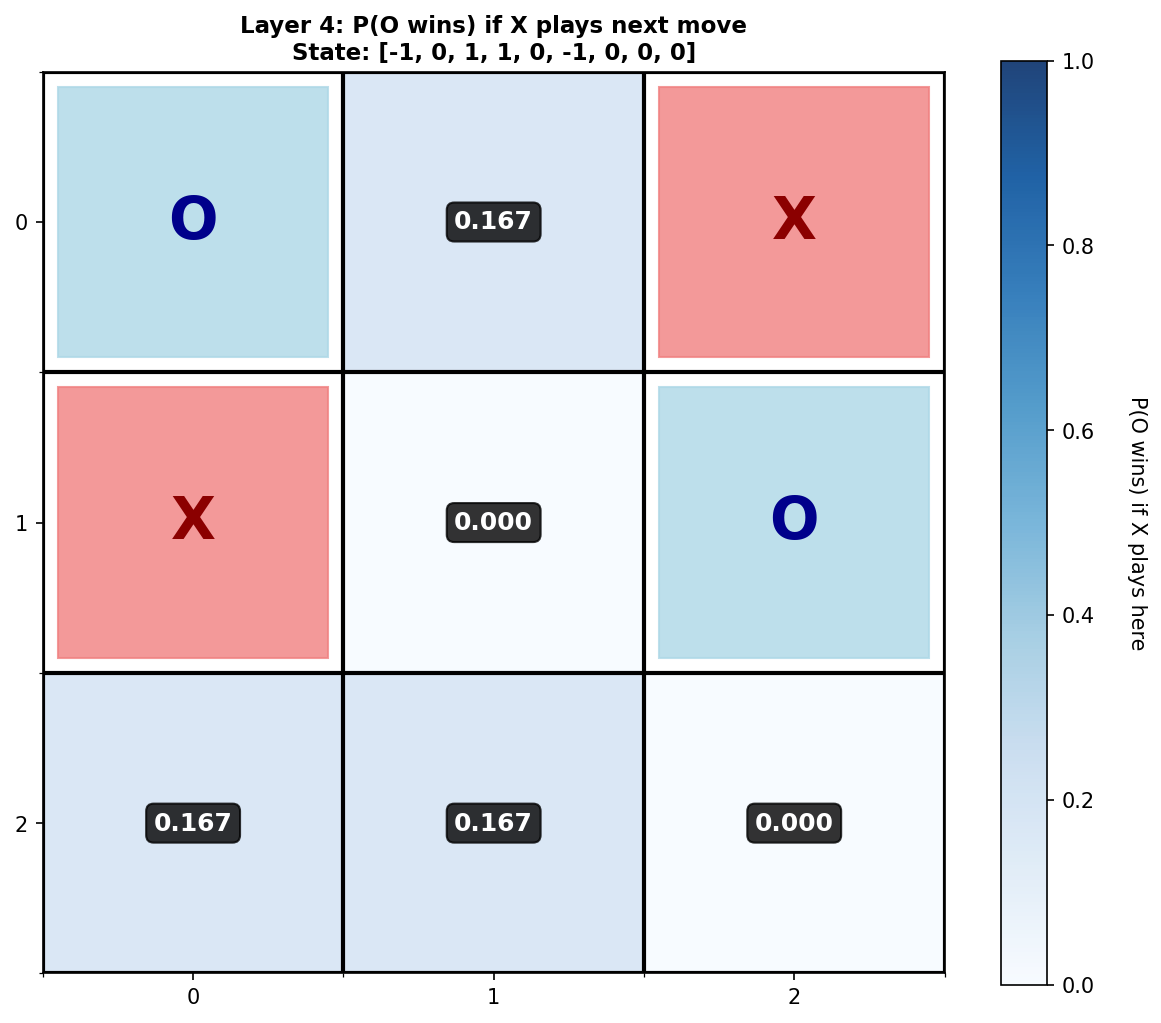 Layer 4: P(O wins) if X plays next move
State: [-1, 0, 1, 1, 0, -1, 0, 0, 0]
0
O
0.167
X
1
X
0.000
O
2
0.167
0.167
0.000
0
1
2
1.0
0.8
0.6
0.4
0.2
0.0
P(O wins) if X plays here